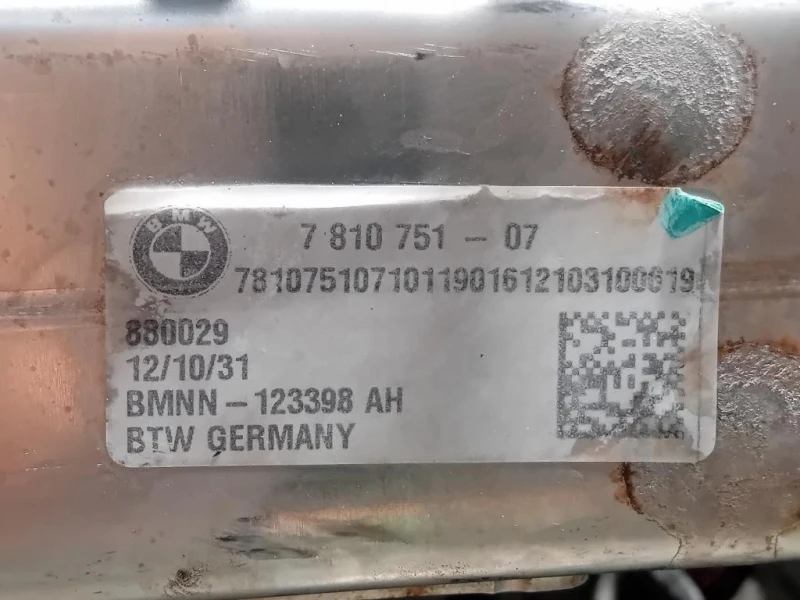 BMW
7 810 751 - 07
7810751071011901612103100619
880029
12/10/31
BMNN - 123398 AH
BTW GERMANY